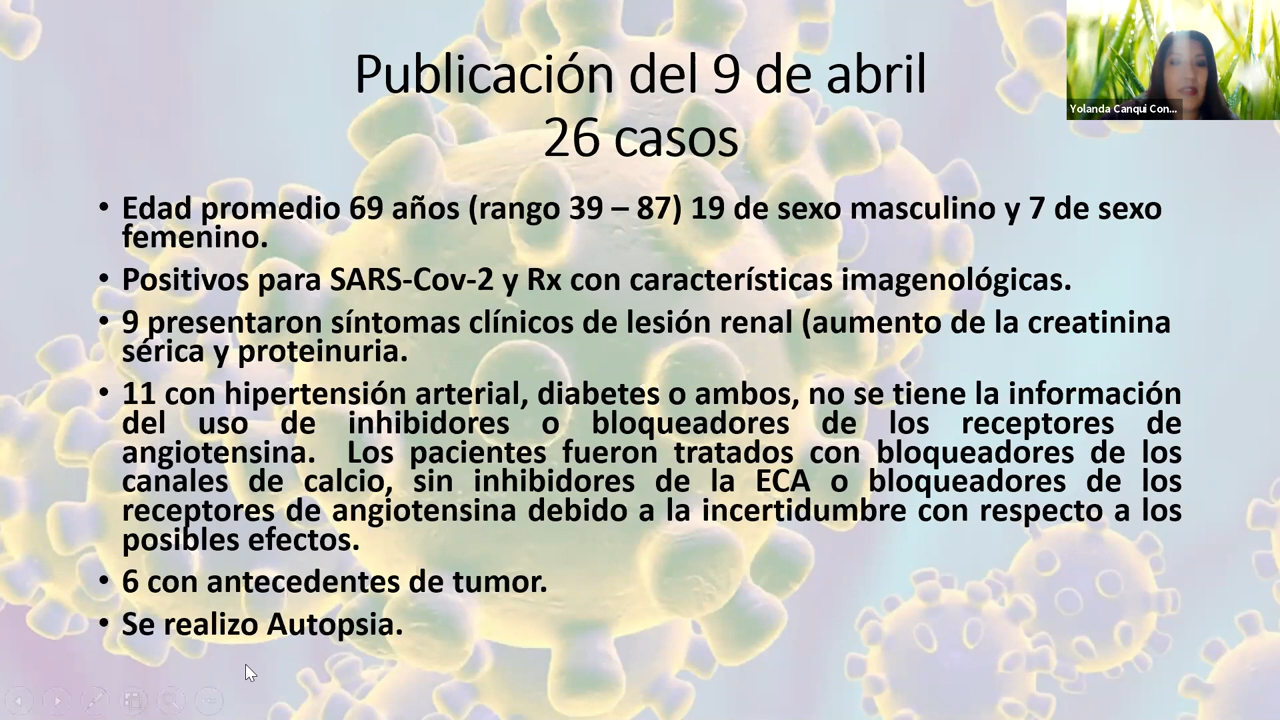 Publicación del 9 de abril
26 casos
Yolanda Canqui Con...
• Edad promedio 69 años (rango 39 – 87) 19 de sexo masculino y 7 de sexo
femenino.
• Positivos para SARS-Cov-2 y Rx con características imagenológicas.
• 9 presentaron síntomas clínicos de lesión renal (aumento de la creatinina
sérica y proteinuria.
• 11 con hipertensión arterial, diabetes o ambos, no se tiene la información
del uso de inhibidores o bloqueadores de los receptores de
angiotensina. Los pacientes fueron tratados con bloqueadores de los
canales de calcio, sin inhibidores de la ECA o bloqueadores de los
receptores de angiotensina debido a la incertidumbre con respecto a los
posibles efectos.
• 6 con antecedentes de tumor.
• Se realizo Autopsia.